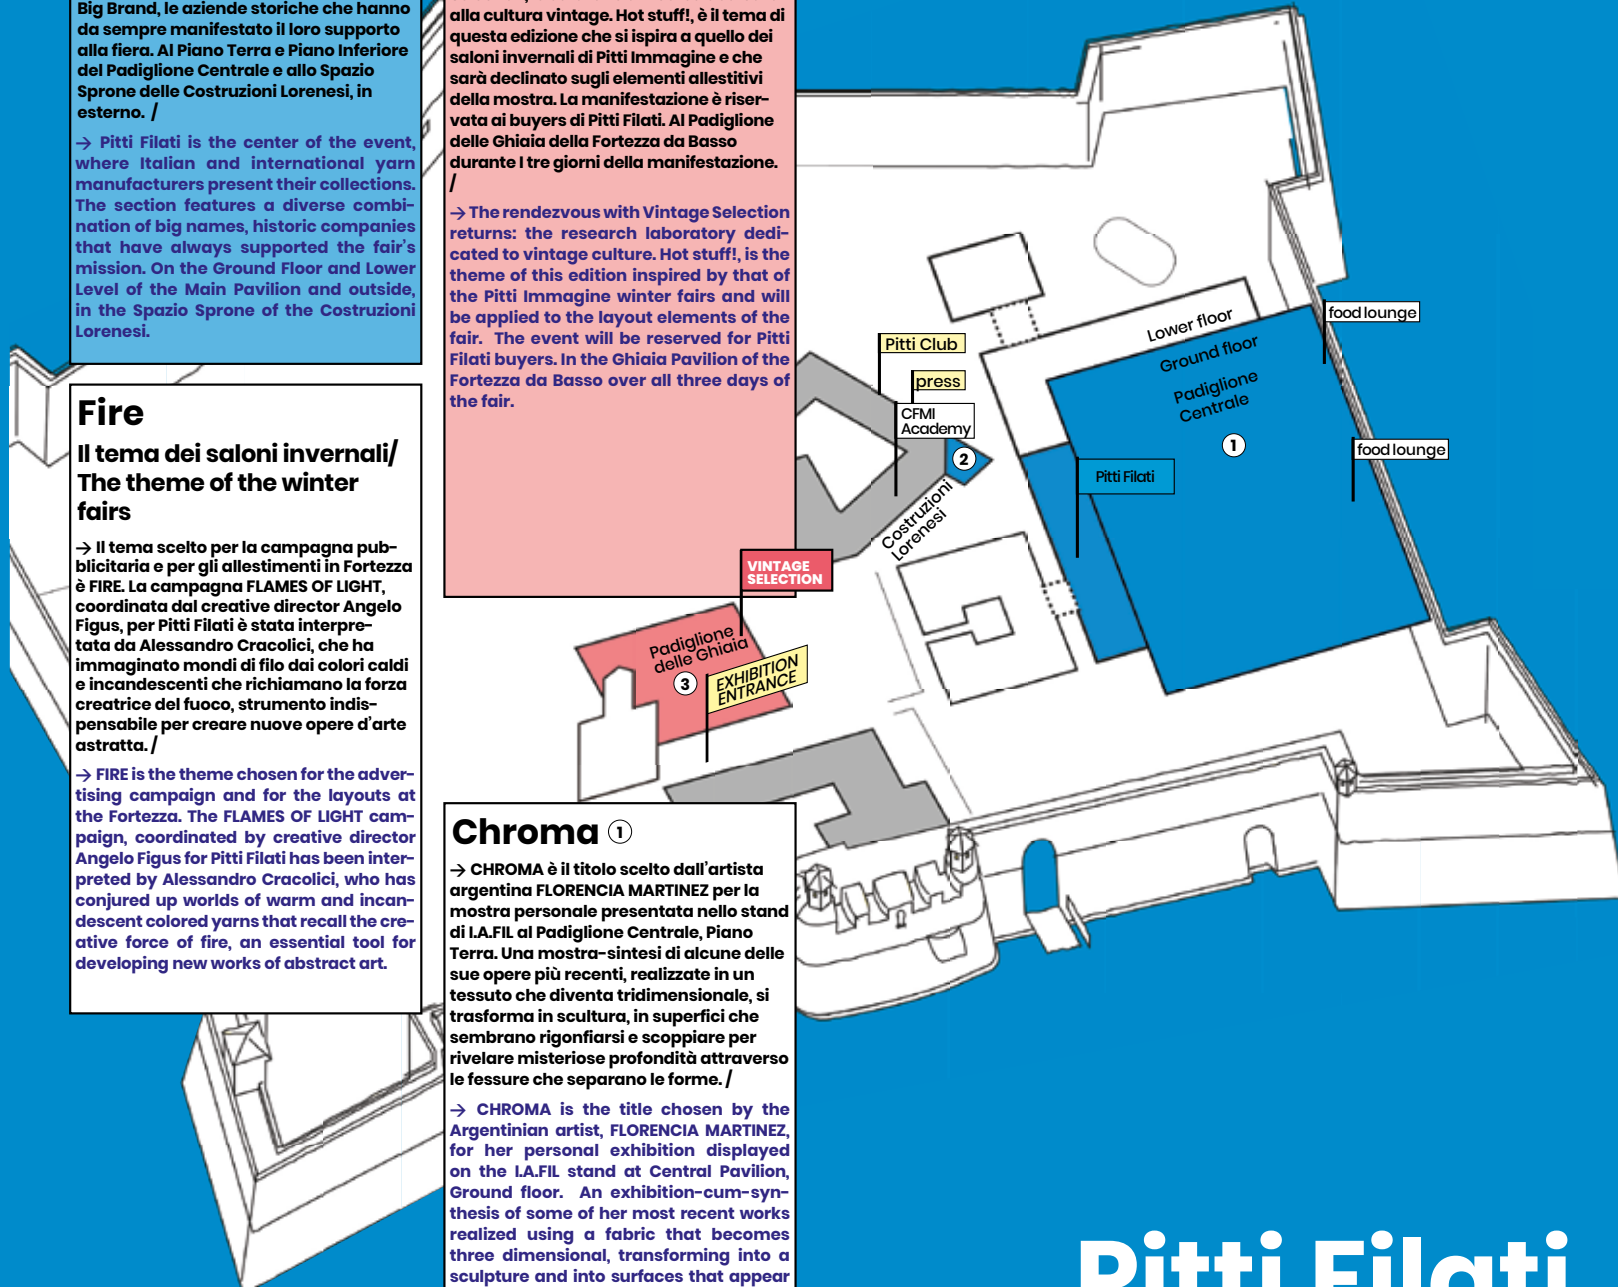 Big Brand, le aziende storiche che hanno
da sempre manifestato il loro supporto
alla fiera. Al Piano Terra e Piano Inferiore
del Padiglione Centrale e allo Spazio
Sprone delle Costruzioni Lorenesi, in
esterno. /
→ Pitti Filati is the center of the event,
where Italian and international yarn
manufacturers present their collections.
The section features a diverse combi-
nation of big names, historic companies
that have always supported the fair's
mission. On the Ground Floor and Lower
Level of the Main Pavilion and outside,
in the Spazio Sprone of the Costruzioni
Lorenesi.
Fire
Il tema dei saloni invernali/
The theme of the winter
fairs
→ Il tema scelto per la campagna pub-
blicitaria e per gli allestimenti in Fortezza
è FIRE. La campagna FLAMES OF LIGHT,
coordinata dal creative director Angelo
Figus, per Pitti Filati è stata interpre-
tata da Alessandro Cracolici, che ha
immaginato mondi di filo dai colori caldi
e incandescenti che richiamano la forza
creatrice del fuoco, strumento indis-
pensabile per creare nuove opere d'arte
astratta. /
→ FIRE is the theme chosen for the adver-
tising campaign and for the layouts at
the Fortezza. The FLAMES OF LIGHT cam-
paign, coordinated by creative director
Angelo Figus for Pitti Filati has been inter-
preted by Alessandro Cracolici, who has
conjured up worlds of warm and incan-
descent colored yarns that recall the cre-
ative force of fire, an essential tool for
developing new works of abstract art.
alla cultura vintage. Hot stuff!, è il tema di
questa edizione che si ispira a quello dei
saloni invernali di Pitti Immagine e che
sarà declinato sugli elementi allestitivi
della mostra. La manifestazione è riser-
vata ai buyers di Pitti Filati. Al Padiglione
delle Ghiaia della Fortezza da Basso
durante I tre giorni della manifestazione.
/
→ The rendezvous with Vintage Selection
returns: the research laboratory dedi-
cated to vintage culture. Hot stuff!, is the
theme of this edition inspired by that of
the Pitti Immagine winter fairs and will
be applied to the layout elements of the
fair. The event will be reserved for Pitti
Filati buyers. In the Ghiaia Pavilion of the
Fortezza da Basso over all three days of
the fair.
Chroma 1
→ CHROMA è il titolo scelto dall'artista
argentina FLORENCIA MARTINEZ per la
mostra personale presentata nello stand
di I.A.FIL al Padiglione Centrale, Piano
Terra. Una mostra-sintesi di alcune delle
sue opere più recenti, realizzate in un
tessuto che diventa tridimensionale, si
trasforma in scultura, in superfici che
sembrano rigonfiarsi e scoppiare per
rivelare misteriose profondità attraverso
le fessure che separano le forme. /
→ CHROMA is the title chosen by the
Argentinian artist, FLORENCIA MARTINEZ,
for her personal exhibition displayed
on the I.A.FIL stand at Central Pavilion,
Ground floor. An exhibition-cum-syn-
thesis of some of her most recent works
realized using a fabric that becomes
three dimensional, transforming into a
sculpture and into surfaces that appear
Lower floor
Ground floor
Padiglione
Centrale
1
food lounge
food lounge
Pitti Filati
Pitti Club
press
CFMI
Academy
2
Costruzioni
Lorenesi
VINTAGE
SELECTION
Padiglione
delle Ghiaia
3
EXHIBITION
ENTRANCE
Pitti Filati